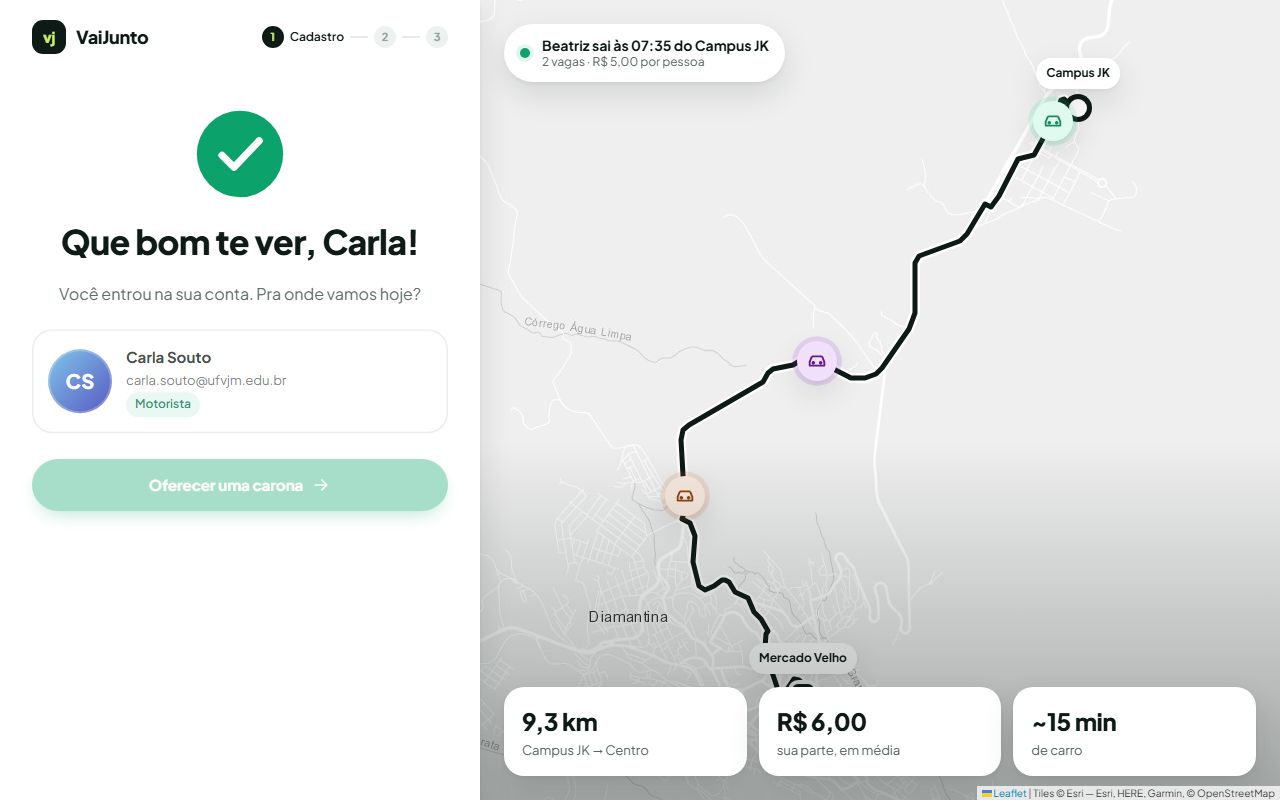 vj VaiJunto
1 Cadastro 2 3
Que bom te ver, Carla!
Você entrou na sua conta. Pra onde vamos hoje?
CS
Carla Souto
carla.souto@ufvjm.edu.br
Motorista
Oferecer uma carona →
Beatriz sai às 07:35 do Campus JK
2 vagas · R$ 5,00 por pessoa
Campus JK
Córrego Água Limpa
Diamantina
Mercado Velho
9,3 km
Campus JK → Centro
R$ 6,00
sua parte, em média
~15 min
de carro
Leaflet | Tiles © Esri — Esri, HERE, Garmin, © OpenStreetMap